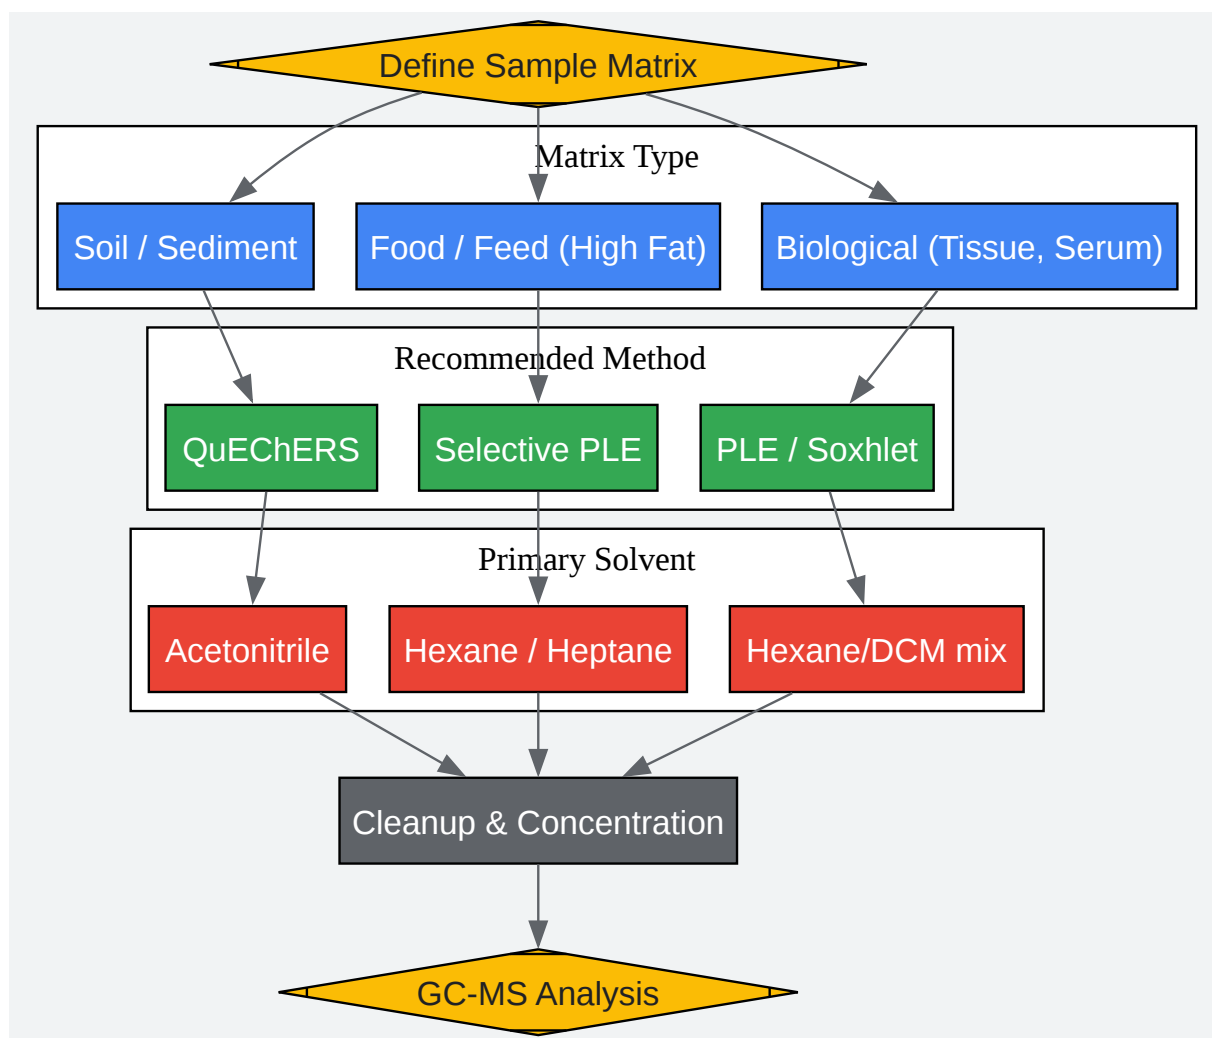 Define Sample Matrix
Matrix Type
Soil / Sediment
Food / Feed (High Fat)
Biological (Tissue, Serum)
Recommended Method
QuEChERS
Selective PLE
PLE / Soxhlet
Primary Solvent
Acetonitrile
Hexane / Heptane
Hexane/DCM mix
Cleanup & Concentration
GC-MS Analysis